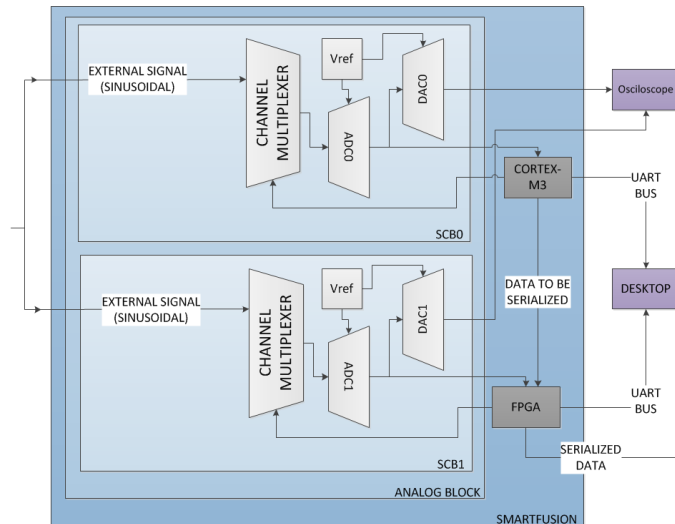 EXTERNAL SIGNAL
(SINUSOIDAL)
CHANNEL
MULTIPLEXER
Vref
ADC0
DAC0
Osciloscope
CORTEX-
M3
UART
BUS
SCB0
EXTERNAL SIGNAL
(SINUSOIDAL)
CHANNEL
MULTIPLEXER
Vref
ADC1
DAC1
DATA TO BE
SERIALIZED
DESKTOP
FPGA
UART
BUS
SCB1
SERIALIZED
DATA
ANALOG BLOCK
SMARTFUSION